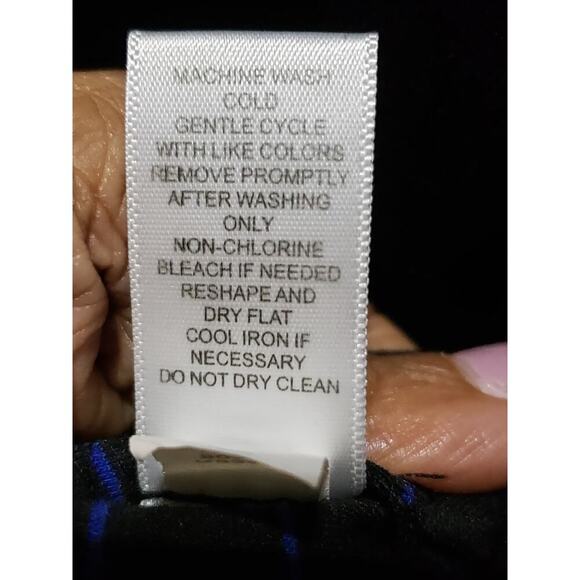 MACHINE WASH
COLD
GENTLE CYCLE
WITH LIKE COLORS
REMOVE PROMPTLY
AFTER WASHING
ONLY
NON-CHLORINE
BLEACH IF NEEDED
RESHAPE AND
DRY FLAT
COOL IRON IF
NECESSARY
DO NOT DRY CLEAN